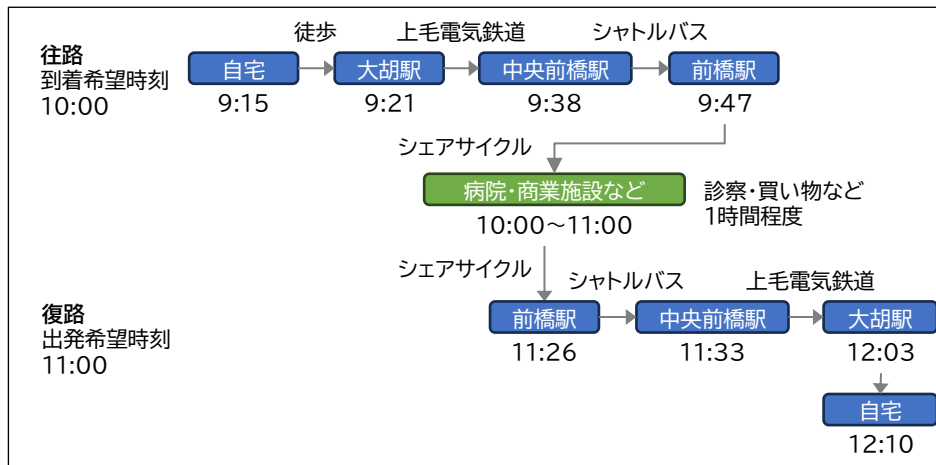 徒歩 上毛電気鉄道 シャトルバス
往路 自宅 大胡駅 中央前橋駅 前橋駅
到着希望時刻
10:00 9:15 9:21 9:38 9:47
シェアサイクル
病院・商業施設など 診察・買い物など
10:00～11:00 1時間程度
シェアサイクル シャトルバス 上毛電気鉄道
復路 前橋駅 中央前橋駅 大胡駅
出発希望時刻 11:26 11:33 12:03
11:00
自宅
12:10